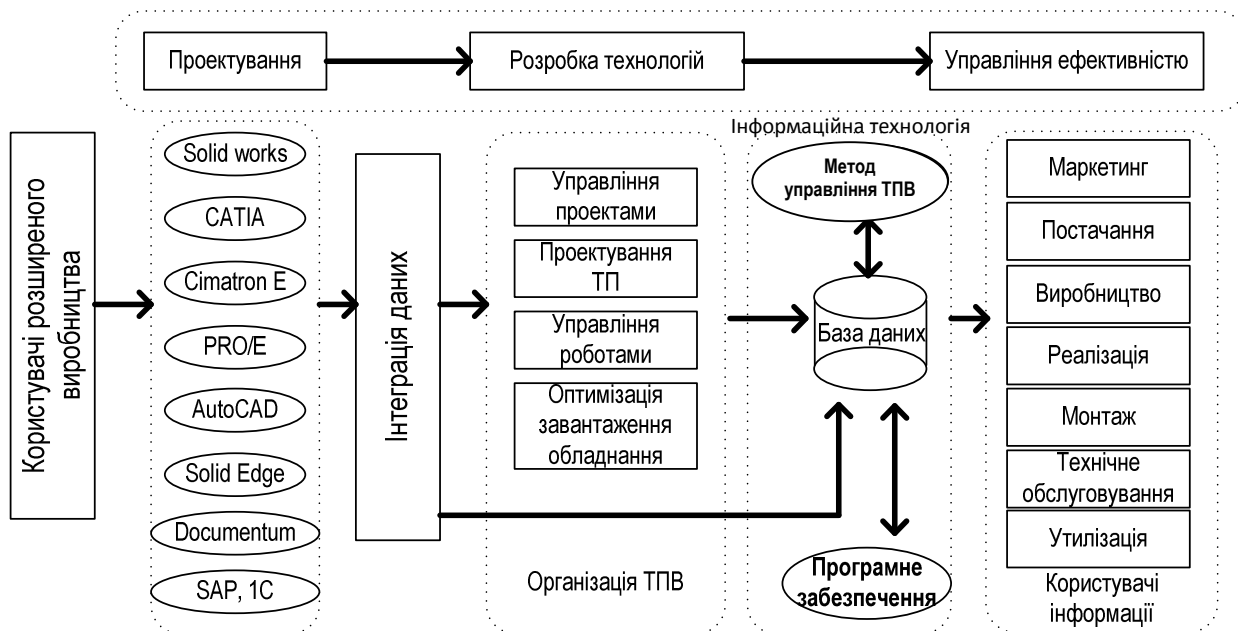 Проектування
Розробка технологій
Управління ефективністю
Користувачі розширеного
виробництва
Solid works
CATIA
Cimatron E
PRO/E
AutoCAD
Solid Edge
Documentum
SAP, 1C
Інтеграція даних
Управління
проектами
Проектування
ТП
Управління
роботами
Оптимізація
завантаження
обладнання
Організація ТПВ
Інформаційна технологія
Метод
управління ТПВ
База даних
Програмне
забезпечення
Маркетинг
Постачання
Виробництво
Реалізація
Монтаж
Технічне
обслуговування
Утилізація
Користувачі
інформації